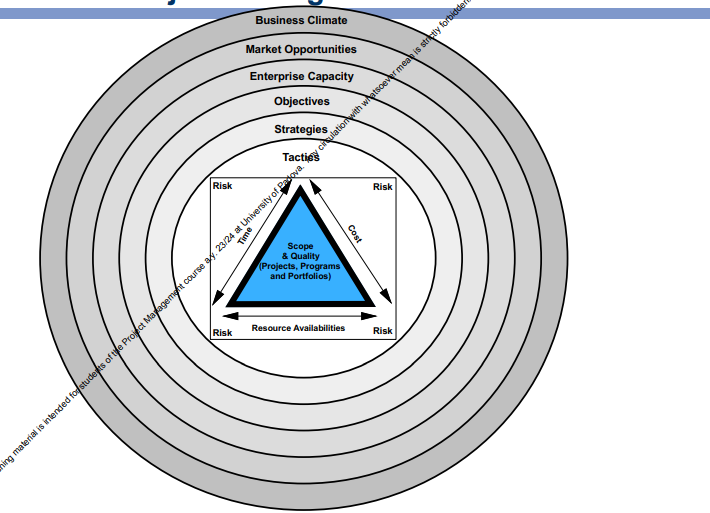 Business Climate
Market Opportunities
Enterprise Capacity
Objectives
Strategies
Tactics
Risk
Risk
Time
Cost
Scope
& Quality
(Projects, Programs
and Portfolios)
Resource Availabilities
Risk
Risk
material is intended for students of the Project Management course a.y. 23/24 at University of Padova. Any circulation with whatsoever mean is strictly forbidden